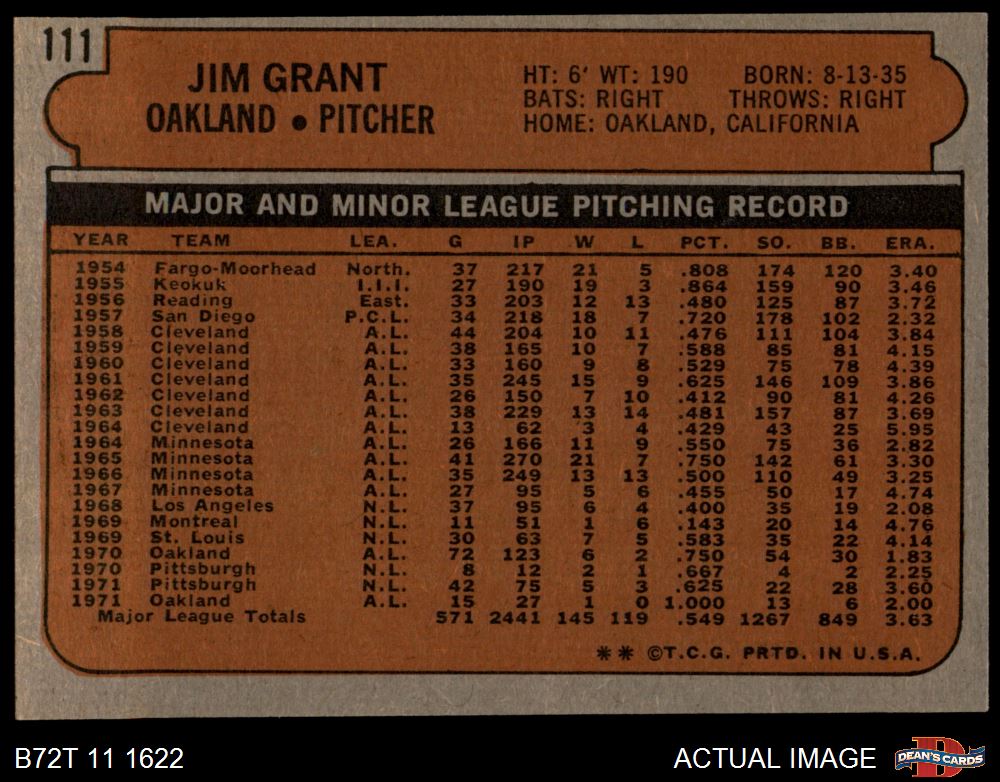 111
JIM GRANT
OAKLAND • PITCHER
HT: 6' WT: 190 BORN: 8-13-35
BATS: RIGHT THROWS: RIGHT
HOME: OAKLAND, CALIFORNIA
MAJOR AND MINOR LEAGUE PITCHING RECORD
YEAR TEAM LEA. G IP W L PCT. SO. BB. ERA.
1954 Fargo-Moorhead North. 37 217 21 5 .808 174 120 3.40
1955 Keokuk I.I.I. 27 190 19 3 .864 159 90 3.46
1956 Reading East. 33 203 12 13 .480 125 87 3.72
1957 San Diego P.C.L. 34 218 18 7 .720 178 102 2.32
1958 Cleveland A.L. 44 204 10 11 .476 111 104 3.84
1959 Cleveland A.L. 38 165 10 7 .588 85 81 4.15
1960 Cleveland A.L. 33 160 9 8 .529 75 78 4.39
1961 Cleveland A.L. 35 245 15 9 .625 146 109 3.86
1962 Cleveland A.L. 26 150 7 10 .412 90 81 4.26
1963 Cleveland A.L. 38 229 13 14 .481 157 87 3.69
1964 Cleveland A.L. 13 62 3 4 .429 43 25 5.95
1964 Minnesota A.L. 26 166 11 9 .550 75 36 2.82
1965 Minnesota A.L. 41 270 21 7 .750 142 61 3.30
1966 Minnesota A.L. 35 249 13 13 .500 110 49 3.25
1967 Minnesota A.L. 27 95 5 6 .455 50 17 4.74
1968 Los Angeles N.L. 37 95 6 4 .400 35 19 2.08
1969 Montreal N.L. 11 51 1 6 .143 20 14 4.76
1969 St. Louis N.L. 30 63 7 5 .583 35 22 4.14
1970 Oakland A.L. 72 123 6 2 .750 54 30 1.83
1970 Pittsburgh N.L. 8 12 2 1 .667 4 2 2.25
1971 Pittsburgh N.L. 42 75 5 3 .625 22 28 3.60
1971 Oakland A.L. 15 27 1 0 1.000 13 6 2.00
Major League Totals 571 2441 145 119 .549 1267 849 3.63
** ©T.C.G. PRTD. IN U.S.A.
B72T 11 1622
ACTUAL IMAGE
D
DEAN'S CARDS